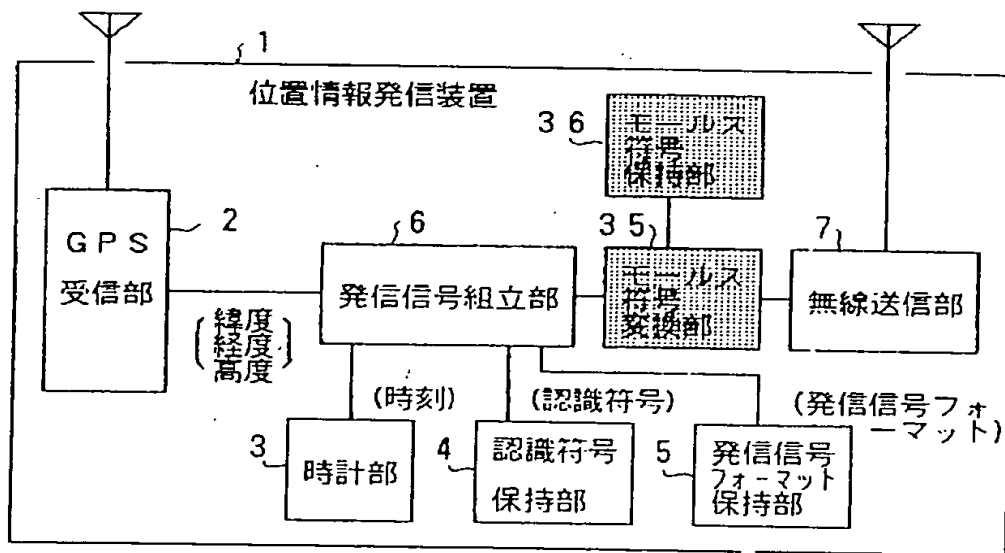 1
位置情報発信装置
36
モールス
符号
保持部
2
GPS
受信部
6
発信信号組立部
35
モールス
符号
変換部
7
無線送信部
緯度
経度
高度
(時刻)
(認識符号)
(発信信号フォ
ーマット)
3
時計部
4
認識符号
保持部
5
発信信号
フォーマット
保持部